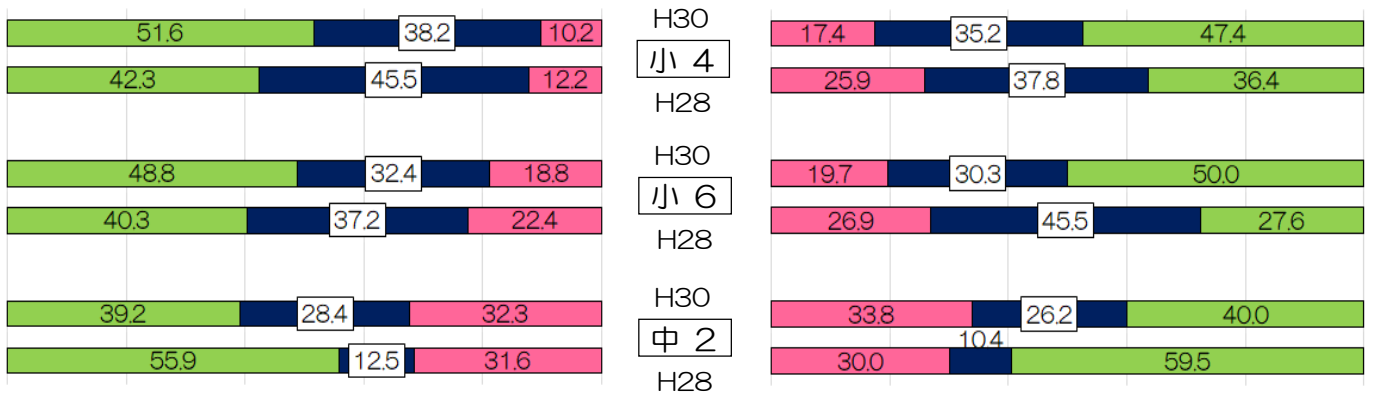 51.6 38.2 10.2 H30 17.4 35.2 47.4
小 4
42.3 45.5 12.2 H28 25.9 37.8 36.4
48.8 32.4 18.8 H30 19.7 30.3 50.0
小 6
40.3 37.2 22.4 H28 26.9 45.5 27.6
39.2 28.4 32.3 H30 33.8 26.2 40.0
中 2
55.9 12.5 31.6 H28 30.0 10.4 59.5